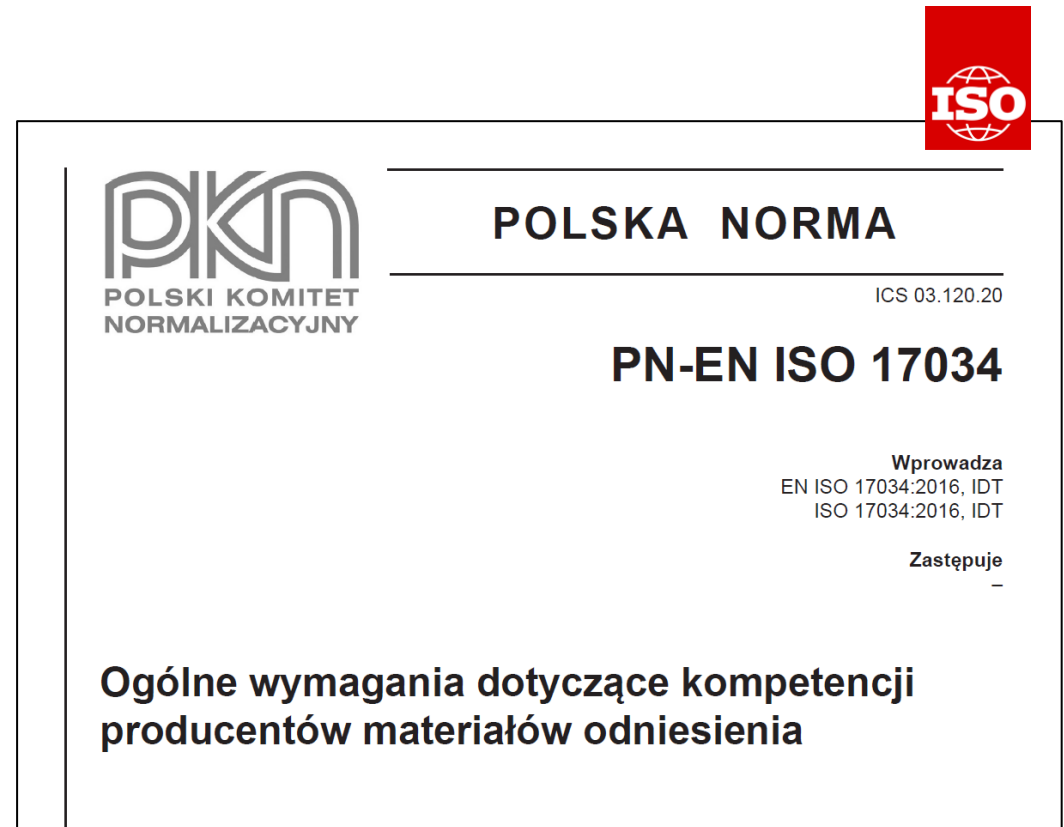 ISO
pkn
POLSKI KOMITET
NORMALIZACYJNY
POLSKA NORMA
ICS 03.120.20
PN-EN ISO 17034
Wprowadza
EN ISO 17034:2016, IDT
ISO 17034:2016, IDT
Zastępuje
–
Ogólne wymagania dotyczące kompetencji
producentów materiałów odniesienia